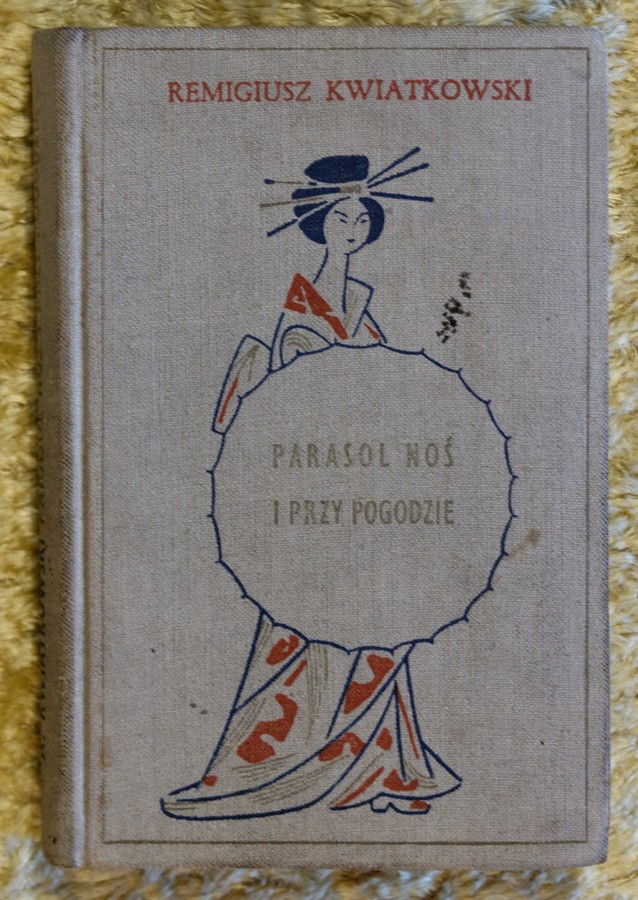 REMIGIUSZ KWIATKOWSKI
PARASOL NOŚ
I PRZY POGODZIE